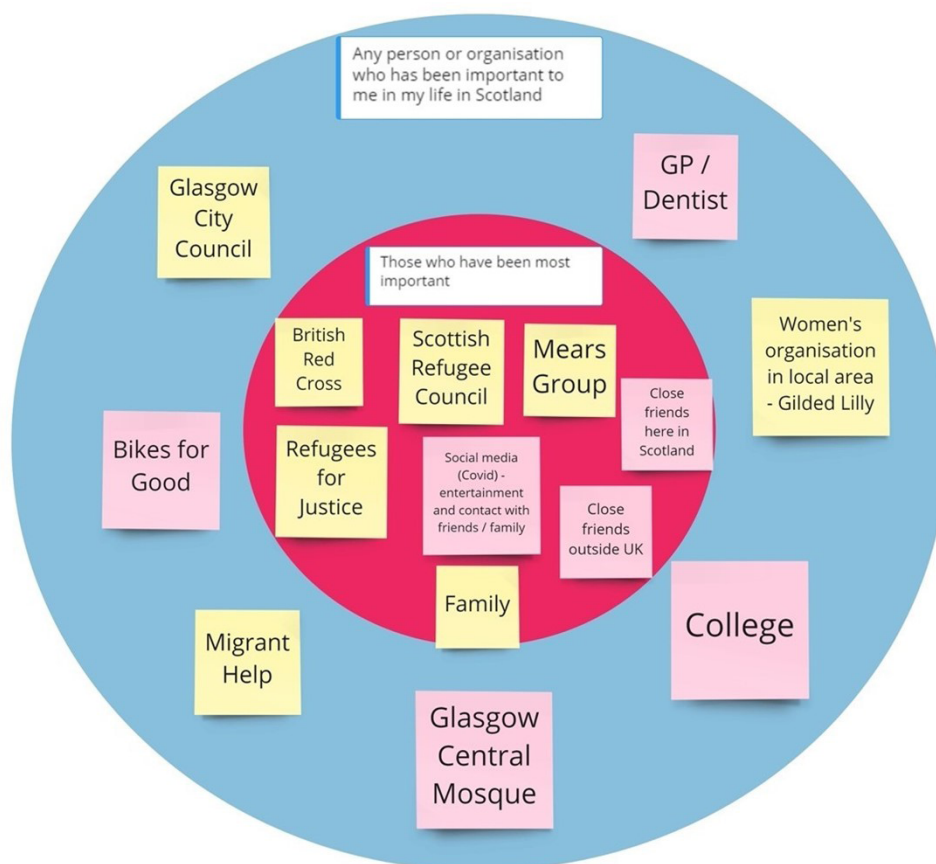 Any person or organisation
who has been important to
me in my life in Scotland
GP /
Dentist
Glasgow
City
Council
Those who have been most
important
British
Red
Cross
Scottish
Refugee
Council
Mears
Group
Women's
organisation
in local area
- Gilded Lilly
Close
friends
here in
Scotland
Bikes for
Good
Refugees
for
Justice
Social media
(Covid) -
entertainment
and contact with
friends / family
Close
friends
outside UK
Family
College
Migrant
Help
Glasgow
Central
Mosque